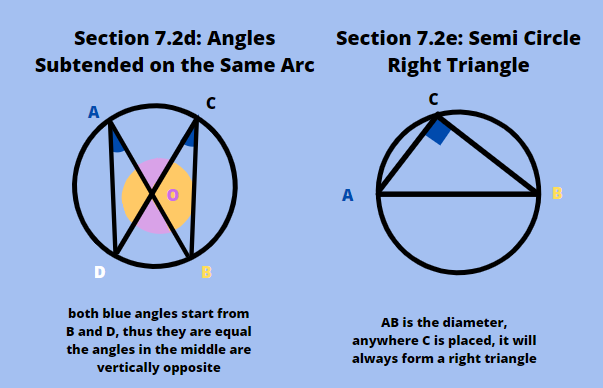 Section 7.2d: Angles
Subtended on the Same Arc
A
C
O
D
B
both blue angles start from
B and D, thus they are equal
the angles in the middle are
vertically opposite
Section 7.2e: Semi Circle
Right Triangle
C
A
B
AB is the diameter,
anywhere C is placed, it will
always form a right triangle